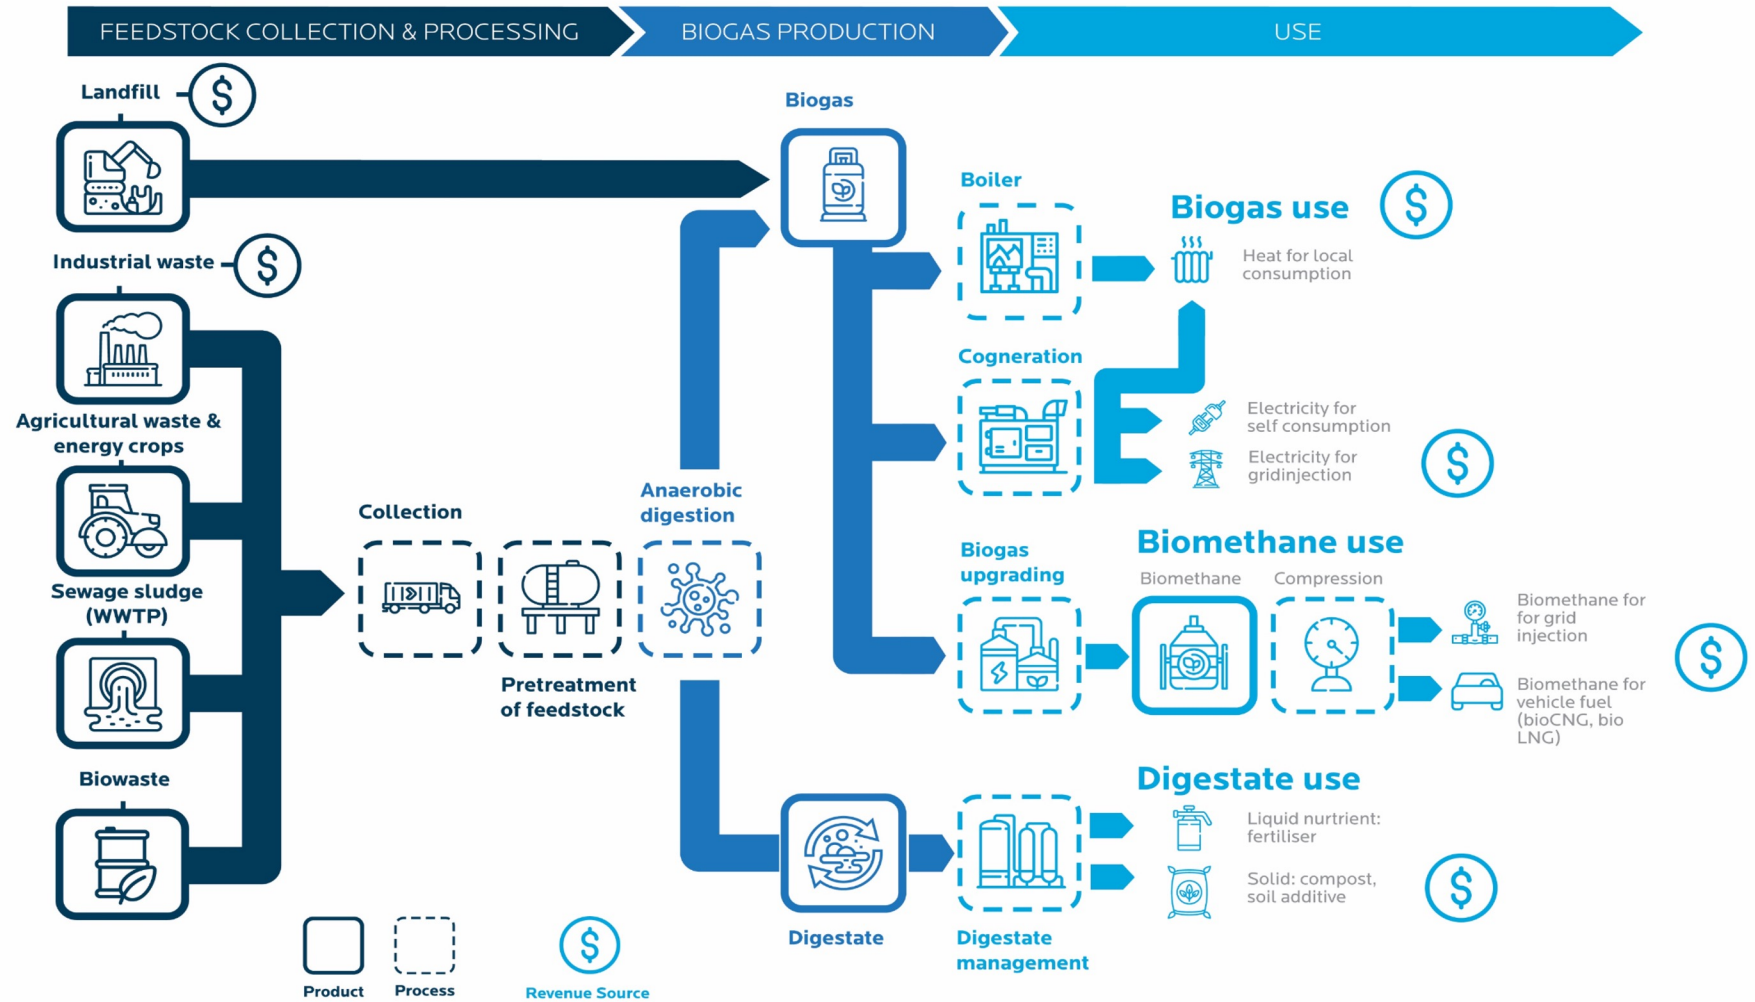 FEEDSTOCK COLLECTION & PROCESSING
BIOGAS PRODUCTION
USE
Landfill
$
Industrial waste
$
Agricultural waste &
energy crops
Sewage sludge
(WWTP)
Biowaste
Collection
Pretreatment
of feedstock
Anaerobic
digestion
Biogas
Digestate
Boiler
Biogas use
$
Heat for local
consumption
Cogneration
Electricity for
self consumption
Electricity for
gridinjection
$
Biogas
upgrading
Biomethane use
Biomethane
Compression
Biomethane for
for grid
injection
Biomethane for
vehicle fuel
(bioCNG, bio
LNG)
$
Digestate use
Liquid nurtrient:
fertiliser
Solid: compost,
soil additive
$
Digestate
management
Product
Process
$
Revenue Source